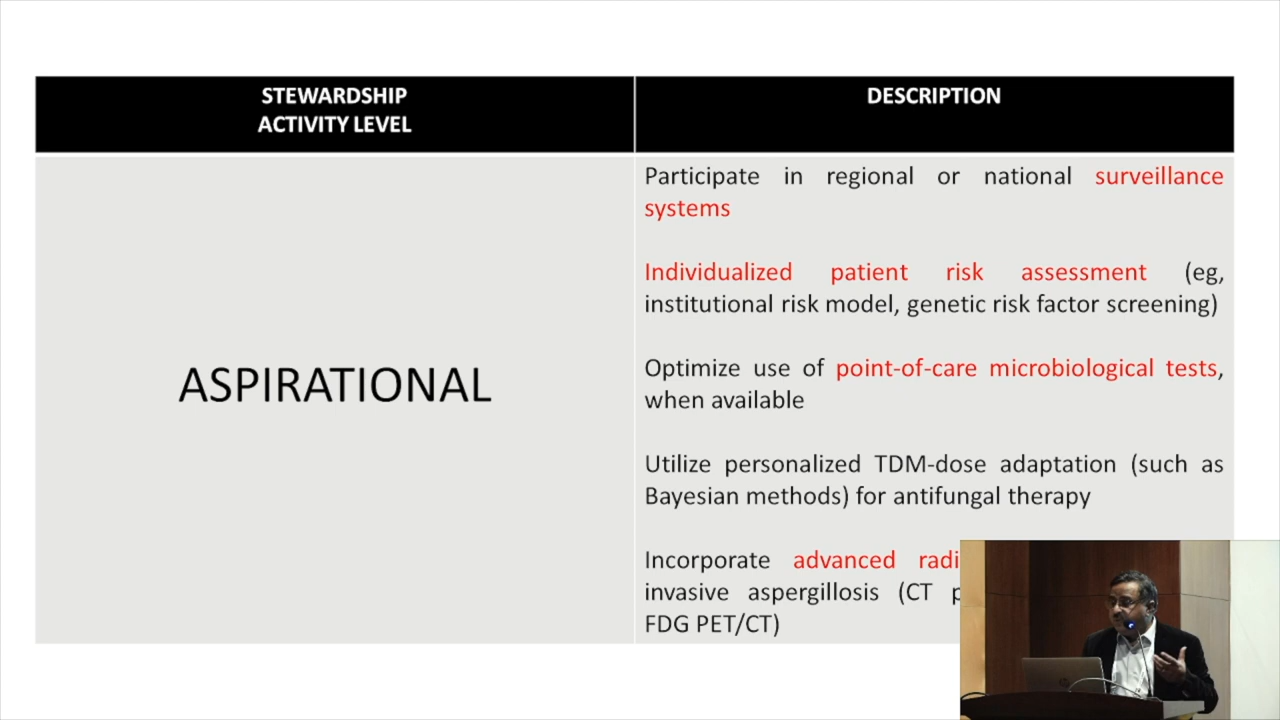 STEWARDSHIP
ACTIVITY LEVEL
DESCRIPTION
ASPIRATIONAL
Participate in regional or national surveillance
systems
Individualized patient risk assessment (eg,
institutional risk model, genetic risk factor screening)
Optimize use of point-of-care microbiological tests,
when available
Utilize personalized TDM-dose adaptation (such as
Bayesian methods) for antifungal therapy
Incorporate advanced
invasive aspergillosis (CT
FDG PET/CT)